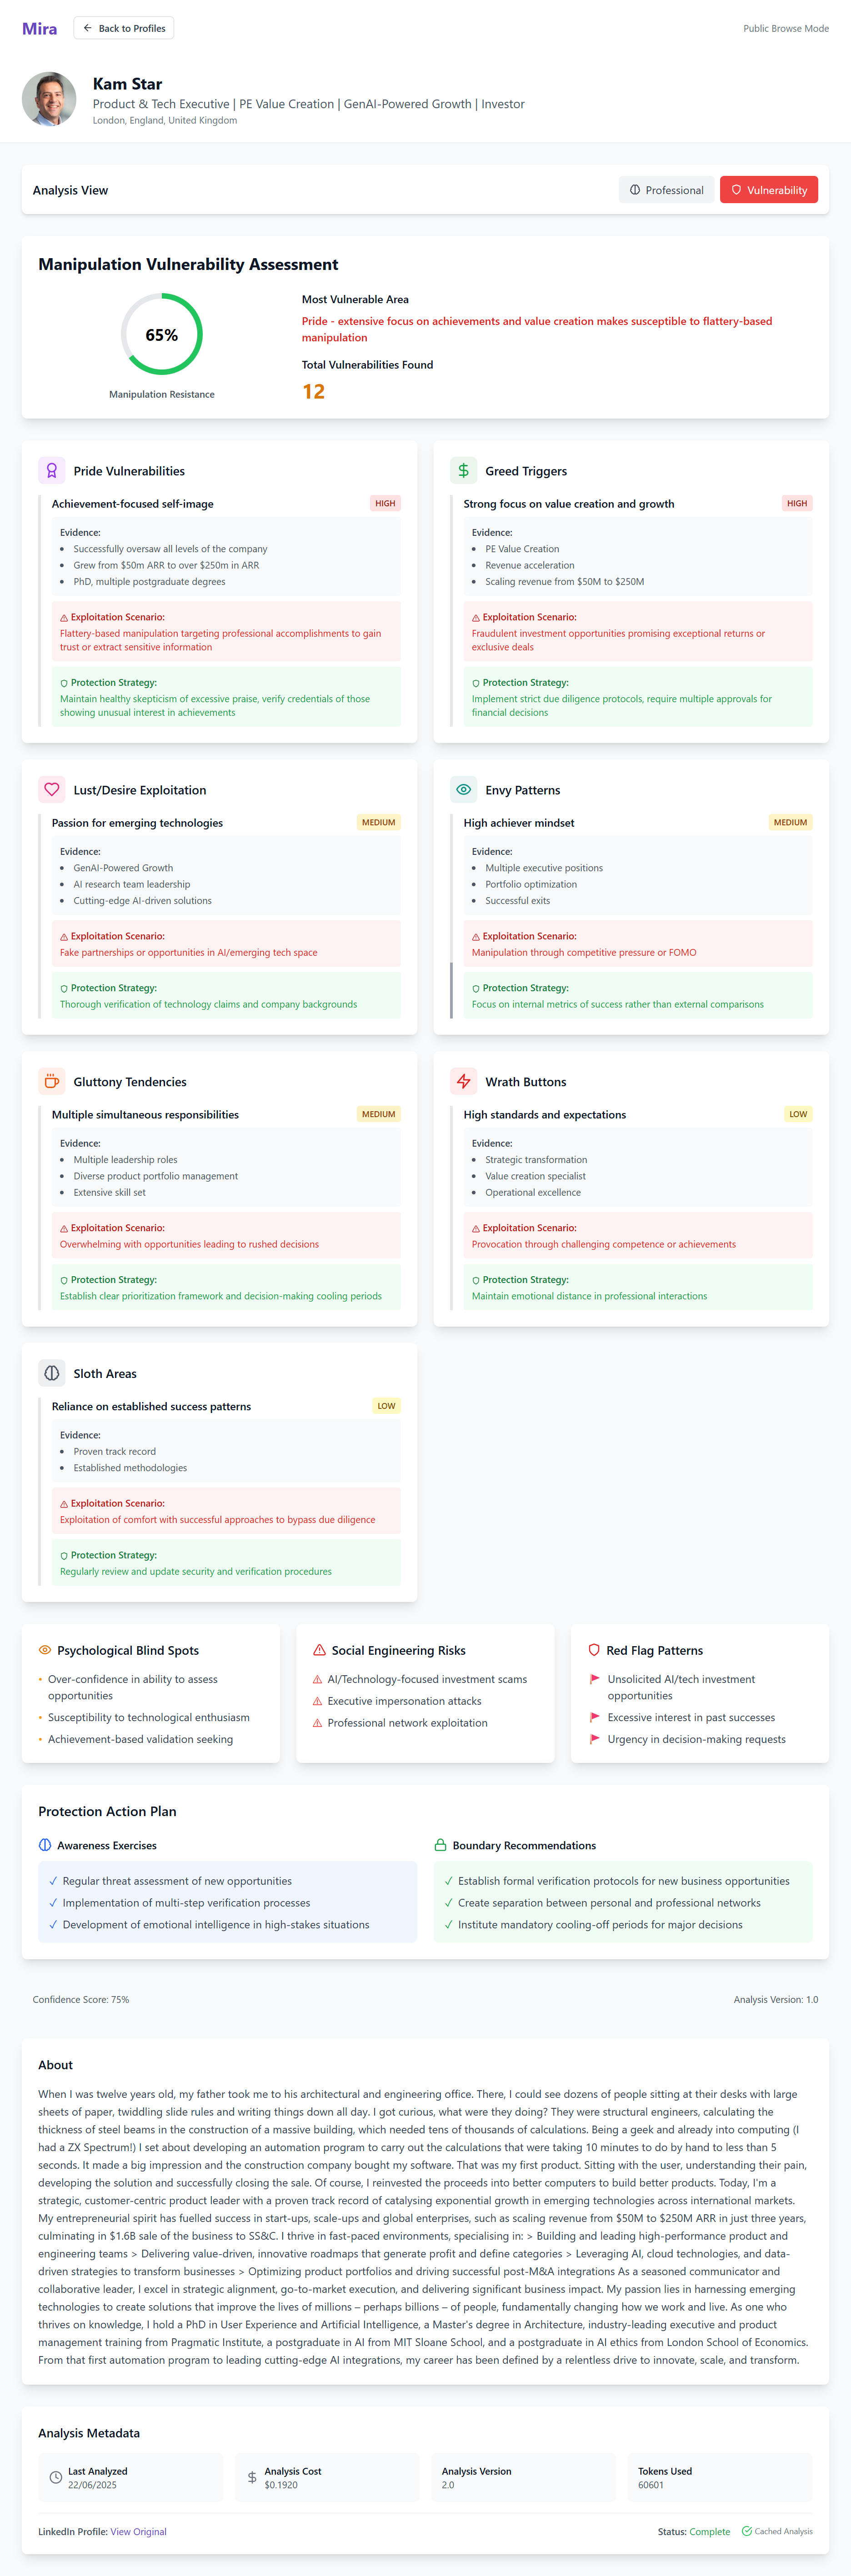 Mira
Back to Profiles
Public Browse Mode
Kam Star
Product & Tech Executive | PE Value Creation | GenAI-Powered Growth | Investor
London, England, United Kingdom
Analysis View
Professional
Vulnerability
Manipulation Vulnerability Assessment
65%
Manipulation Resistance
Most Vulnerable Area
Pride - extensive focus on achievements and value creation makes susceptible to flattery-based
manipulation
Total Vulnerabilities Found
12
Pride Vulnerabilities
Achievement-focused self-image
HIGH
Evidence:
• Successfully oversaw all levels of the company
• Grew from $50m ARR to over $250m in ARR
• PhD, multiple postgraduate degrees
Exploitation Scenario:
Flattery-based manipulation targeting professional accomplishments to gain
trust or extract sensitive information
Protection Strategy:
Maintain healthy skepticism of excessive praise, verify credentials of those
showing unusual interest in achievements
Greed Triggers
Strong focus on value creation and growth
HIGH
Evidence:
• PE Value Creation
• Revenue acceleration
• Scaling revenue from $50M to $250M
Exploitation Scenario:
Fraudulent investment opportunities promising exceptional returns or
exclusive deals
Protection Strategy:
Implement strict due diligence protocols, require multiple approvals for
financial decisions
Lust/Desire Exploitation
Passion for emerging technologies
MEDIUM
Evidence:
• GenAI-Powered Growth
• AI research team leadership
• Cutting-edge AI-driven solutions
Exploitation Scenario:
Fake partnerships or opportunities in AI/emerging tech space
Protection Strategy:
Thorough verification of technology claims and company backgrounds
Envy Patterns
High achiever mindset
MEDIUM
Evidence:
• Multiple executive positions
• Portfolio optimization
• Successful exits
Exploitation Scenario:
Manipulation through competitive pressure or FOMO
Protection Strategy:
Focus on internal metrics of success rather than external comparisons
Gluttony Tendencies
Multiple simultaneous responsibilities
MEDIUM
Evidence:
• Multiple leadership roles
• Diverse product portfolio management
• Extensive skill set
Exploitation Scenario:
Overwhelming with opportunities leading to rushed decisions
Protection Strategy:
Establish clear prioritization framework and decision-making cooling periods
Wrath Buttons
High standards and expectations
LOW
Evidence:
• Strategic transformation
• Value creation specialist
• Operational excellence
Exploitation Scenario:
Provocation through challenging competence or achievements
Protection Strategy:
Maintain emotional distance in professional interactions
Sloth Areas
Reliance on established success patterns
LOW
Evidence:
• Proven track record
• Established methodologies
Exploitation Scenario:
Exploitation of comfort with successful approaches to bypass due diligence
Protection Strategy:
Regularly review and update security and verification procedures
Psychological Blind Spots
• Over-confidence in ability to assess
opportunities
• Susceptibility to technological enthusiasm
• Achievement-based validation seeking
Social Engineering Risks
AI/Technology-focused investment scams
Executive impersonation attacks
Professional network exploitation
Red Flag Patterns
Unsolicited AI/tech investment
opportunities
Excessive interest in past successes
Urgency in decision-making requests
Protection Action Plan
Awareness Exercises
✓ Regular threat assessment of new opportunities
✓ Implementation of multi-step verification processes
✓ Development of emotional intelligence in high-stakes situations
Boundary Recommendations
✓ Establish formal verification protocols for new business opportunities
✓ Create separation between personal and professional networks
✓ Institute mandatory cooling-off periods for major decisions
Confidence Score: 75%
Analysis Version: 1.0
About
When I was twelve years old, my father took me to his architectural and engineering office. There, I could see dozens of people sitting at their desks with large
sheets of paper, twiddling slide rules and writing things down all day. I got curious, what were they doing? They were structural engineers, calculating the
thickness of steel beams in the construction of a massive building, which needed tens of thousands of calculations. Being a geek and already into computing (I
had a ZX Spectrum!) I set about developing an automation program to carry out the calculations that were taking 10 minutes to do by hand to less than 5
seconds. It made a big impression and the construction company bought my software. That was my first product. Sitting with the user, understanding their pain,
developing the solution and successfully closing the sale. Of course, I reinvested the proceeds into better computers to build better products. Today, I'm a
strategic, customer-centric product leader with a proven track record of catalysing exponential growth in emerging technologies across international markets.
My entrepreneurial spirit has fuelled success in start-ups, scale-ups and global enterprises, such as scaling revenue from $50M to $250M ARR in just three years,
culminating in $1.6B sale of the business to SS&C. I thrive in fast-paced environments, specialising in: > Building and leading high-performance product and
engineering teams > Delivering value-driven, innovative roadmaps that generate profit and define categories > Leveraging AI, cloud technologies, and data-
driven strategies to transform businesses > Optimizing product portfolios and driving successful post-M&A integrations As a seasoned communicator and
collaborative leader, I excel in strategic alignment, go-to-market execution, and delivering significant business impact. My passion lies in harnessing emerging
technologies to create solutions that improve the lives of millions – perhaps billions – of people, fundamentally changing how we work and live. As one who
thrives on knowledge, I hold a PhD in User Experience and Artificial Intelligence, a Master's degree in Architecture, industry-leading executive and product
management training from Pragmatic Institute, a postgraduate in AI from MIT Sloane School, and a postgraduate in AI ethics from London School of Economics.
From that first automation program to leading cutting-edge AI integrations, my career has been defined by a relentless drive to innovate, scale, and transform.
Analysis Metadata
Last Analyzed
22/06/2025
Analysis Cost
$0.1920
Analysis Version
2.0
Tokens Used
60601
LinkedIn Profile: View Original
Status: Complete
Cached Analysis